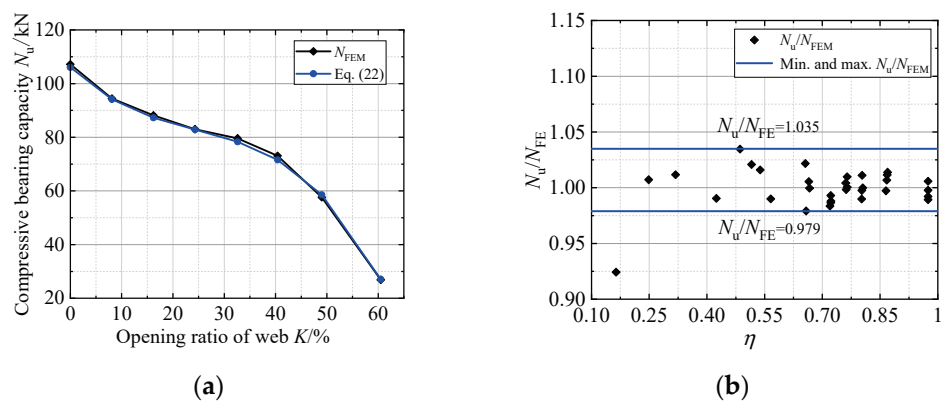 120
100
80
60
40
20
Compressive bearing capacity Nu/kN
0 10 20 30 40 50 60
Opening ratio of web K/%
NFEM
Eq. (22)
(a)
1.15
1.10
1.05
1.00
0.95
0.90
Nu/NFE
Nu/NFEM
Min. and max. Nu/NFEM
Nu/NFE=1.035
Nu/NFE=0.979
0.10 0.25 0.40 0.55 0.70 0.85 1
η
(b)